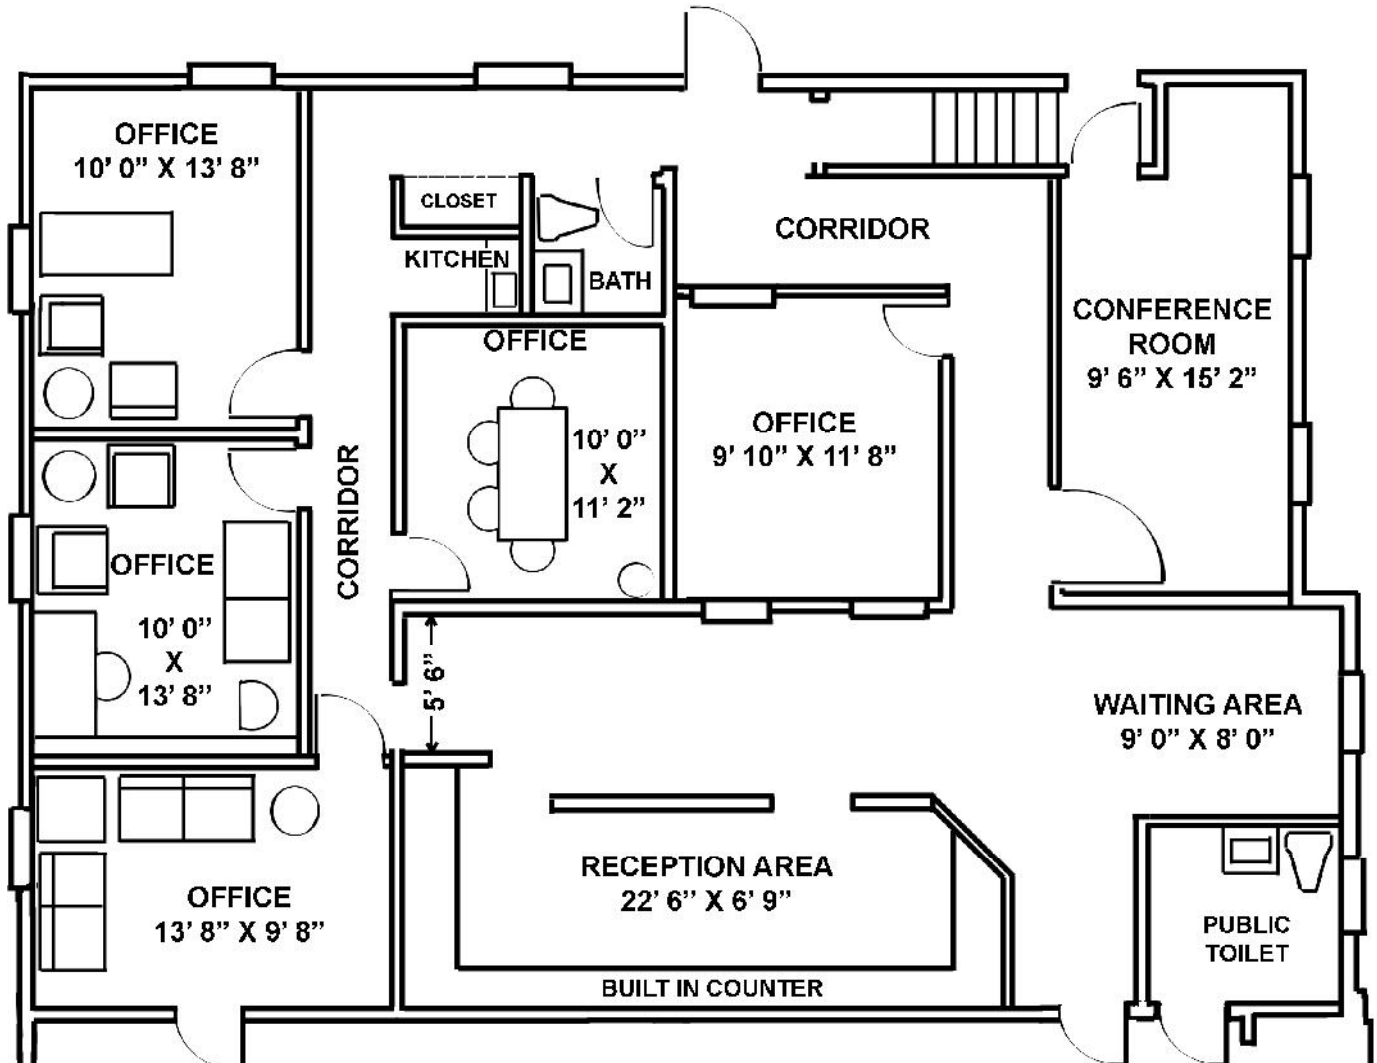 OFFICE
10' 0" X 13' 8"
CLOSET
KITCHEN
BATH
CORRIDOR
CONFERENCE
ROOM
9' 6" X 15' 2"
OFFICE
10' 0"
X
11' 2"
OFFICE
9' 10" X 11' 8"
CORRIDOR
OFFICE
10' 0"
X
13' 8"
5' 6"
WAITING AREA
9' 0" X 8' 0"
OFFICE
13' 8" X 9' 8"
RECEPTION AREA
22' 6" X 6' 9"
BUILT IN COUNTER
PUBLIC
TOILET